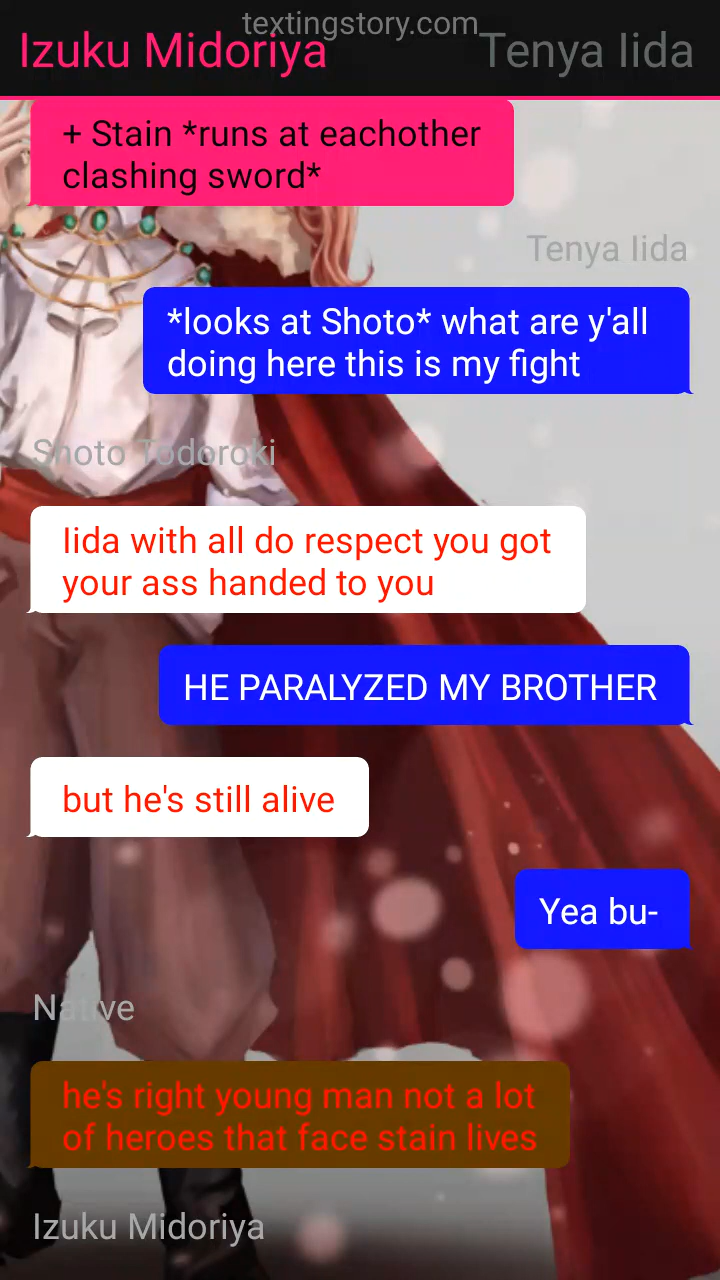 textingstory.com
Izuku Midoriya Tenya Iida
+ Stain *runs at eachother
clashing sword*
Tenya Iida
*looks at Shoto* what are y'all
doing here this is my fight
Shoto Todoroki
Iida with all do respect you got
your ass handed to you
HE PARALYZED MY BROTHER
but he's still alive
Yea bu-
Native
he's right young man not a lot
of heroes that face stain lives
Izuku Midoriya